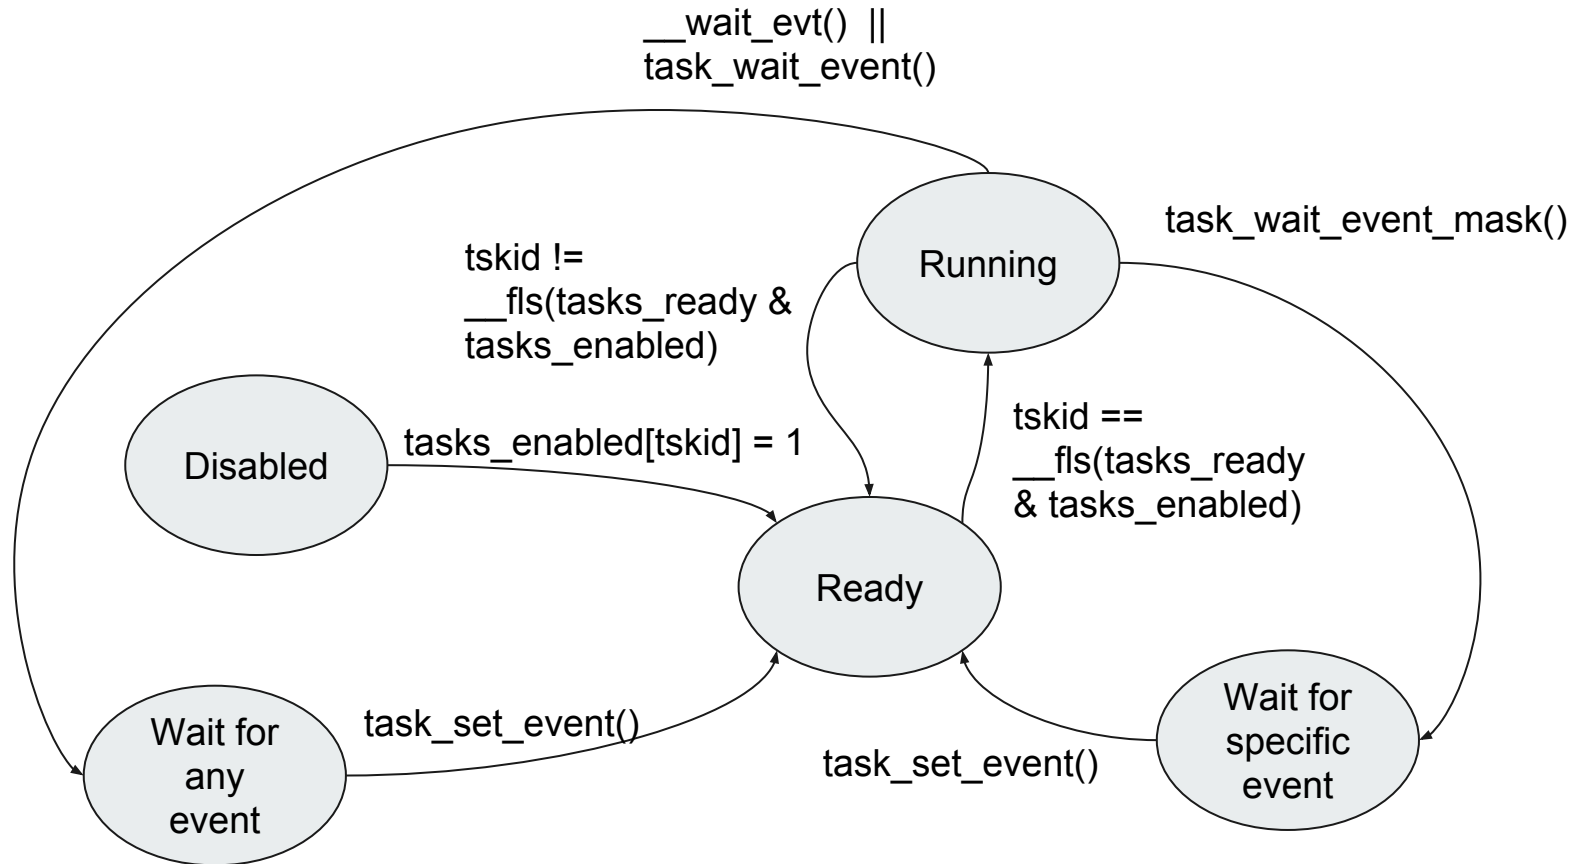 __wait_evt()  ||
task_wait_event()
task_wait_event_mask()
tskid !=
__fls(tasks_ready &
tasks_enabled)
Running
tskid ==
__fls(tasks_ready
& tasks_enabled)
Disabled
tasks_enabled[tskid] = 1
Ready
Wait for
any
event
task_set_event()
task_set_event()
Wait for
specific
event